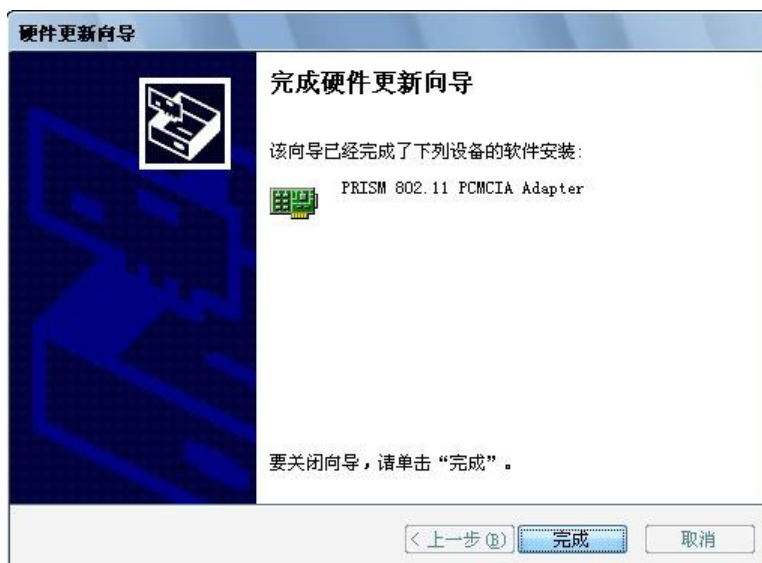 硬件更新向导
完成硬件更新向导
该向导已经完成了下列设备的软件安装:
PRISM 802.11 PCMCIA Adapter
要关闭向导，请单击“完成”。
< 上一步(B)
完成
取消